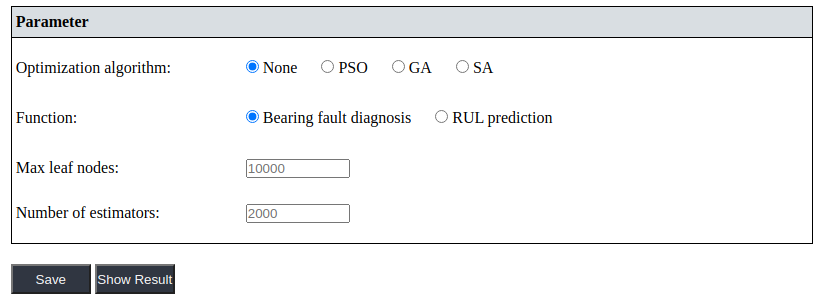 Parameter
Optimization algorithm: None PSO GA SA
Function: Bearing fault diagnosis RUL prediction
Max leaf nodes: 10000
Number of estimators: 2000
Save Show Result